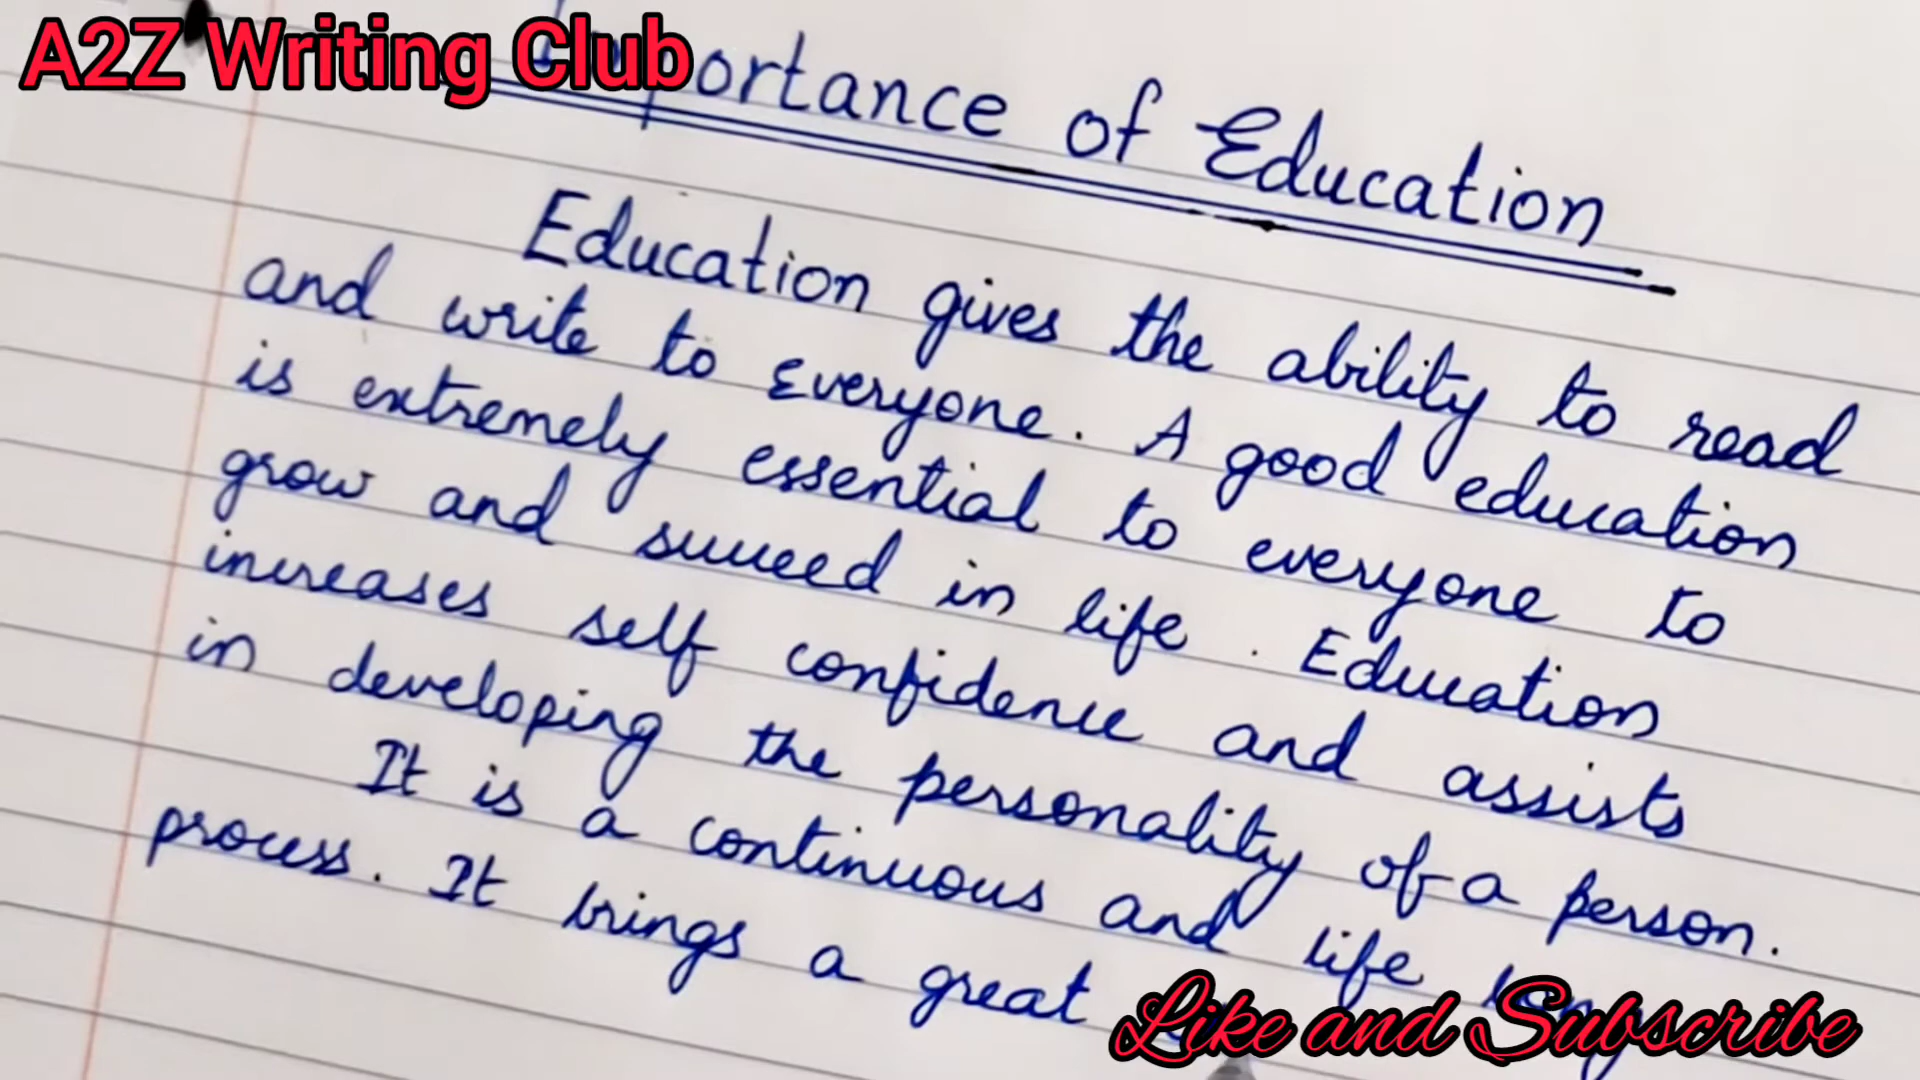 A2Z Writing Club
Importance of Education
Education gives the ability to read
and write to everyone. A good education
is extremely essential to everyone to
grow and succeed in life. Education
increases self confidence and assists
in developing the personality of a person.
It is a continuous and life long
process. It brings a great
Like and Subscribe